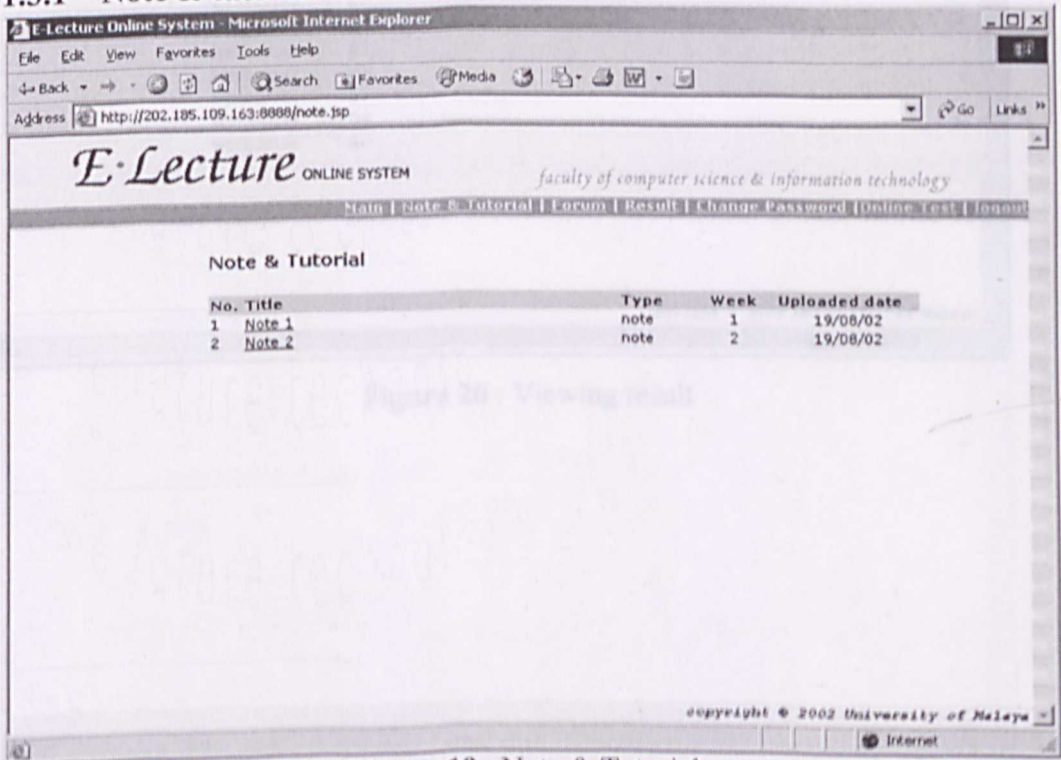 E-Lecture Online System - Microsoft Internet Explorer
File Edit View Favorites Tools Help
Back Search Favorites Media
Address http://202.185.109.163:8888/note.jsp Go Links »
E·Lecture ONLINE SYSTEM
faculty of computer science & information technology
Main | Note & Tutorial | Forum | Result | Change Password | Online Test | logout
Note & Tutorial
No. Title Type Week Uploaded date
1 Note 1 note 1 19/08/02
2 Note 2 note 2 19/08/02
Figure 20 : Viewing result
copyright © 2002 University of Malaya
Internet